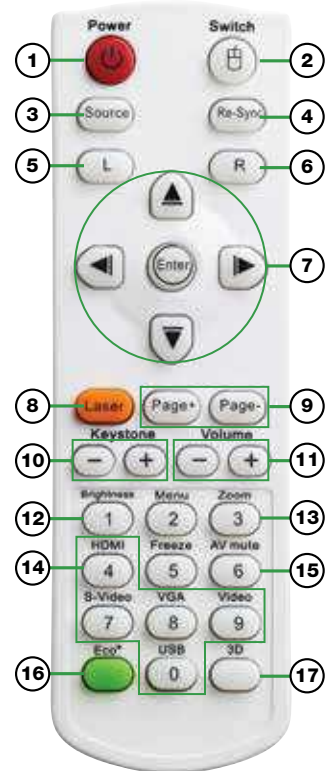 Power Switch
1 2
3 Source Re-Sync 4
5 L R 6
Enter 7
8 Laser Page+ Page- 9
Keystone Volume
10 − + − + 11
Brightness Menu Zoom
12 1 2 3 13
HDMI Freeze AV mute
14 4 5 6 15
S-Video VGA Video
7 8 9
Eco+ USB 3D
16 0 17